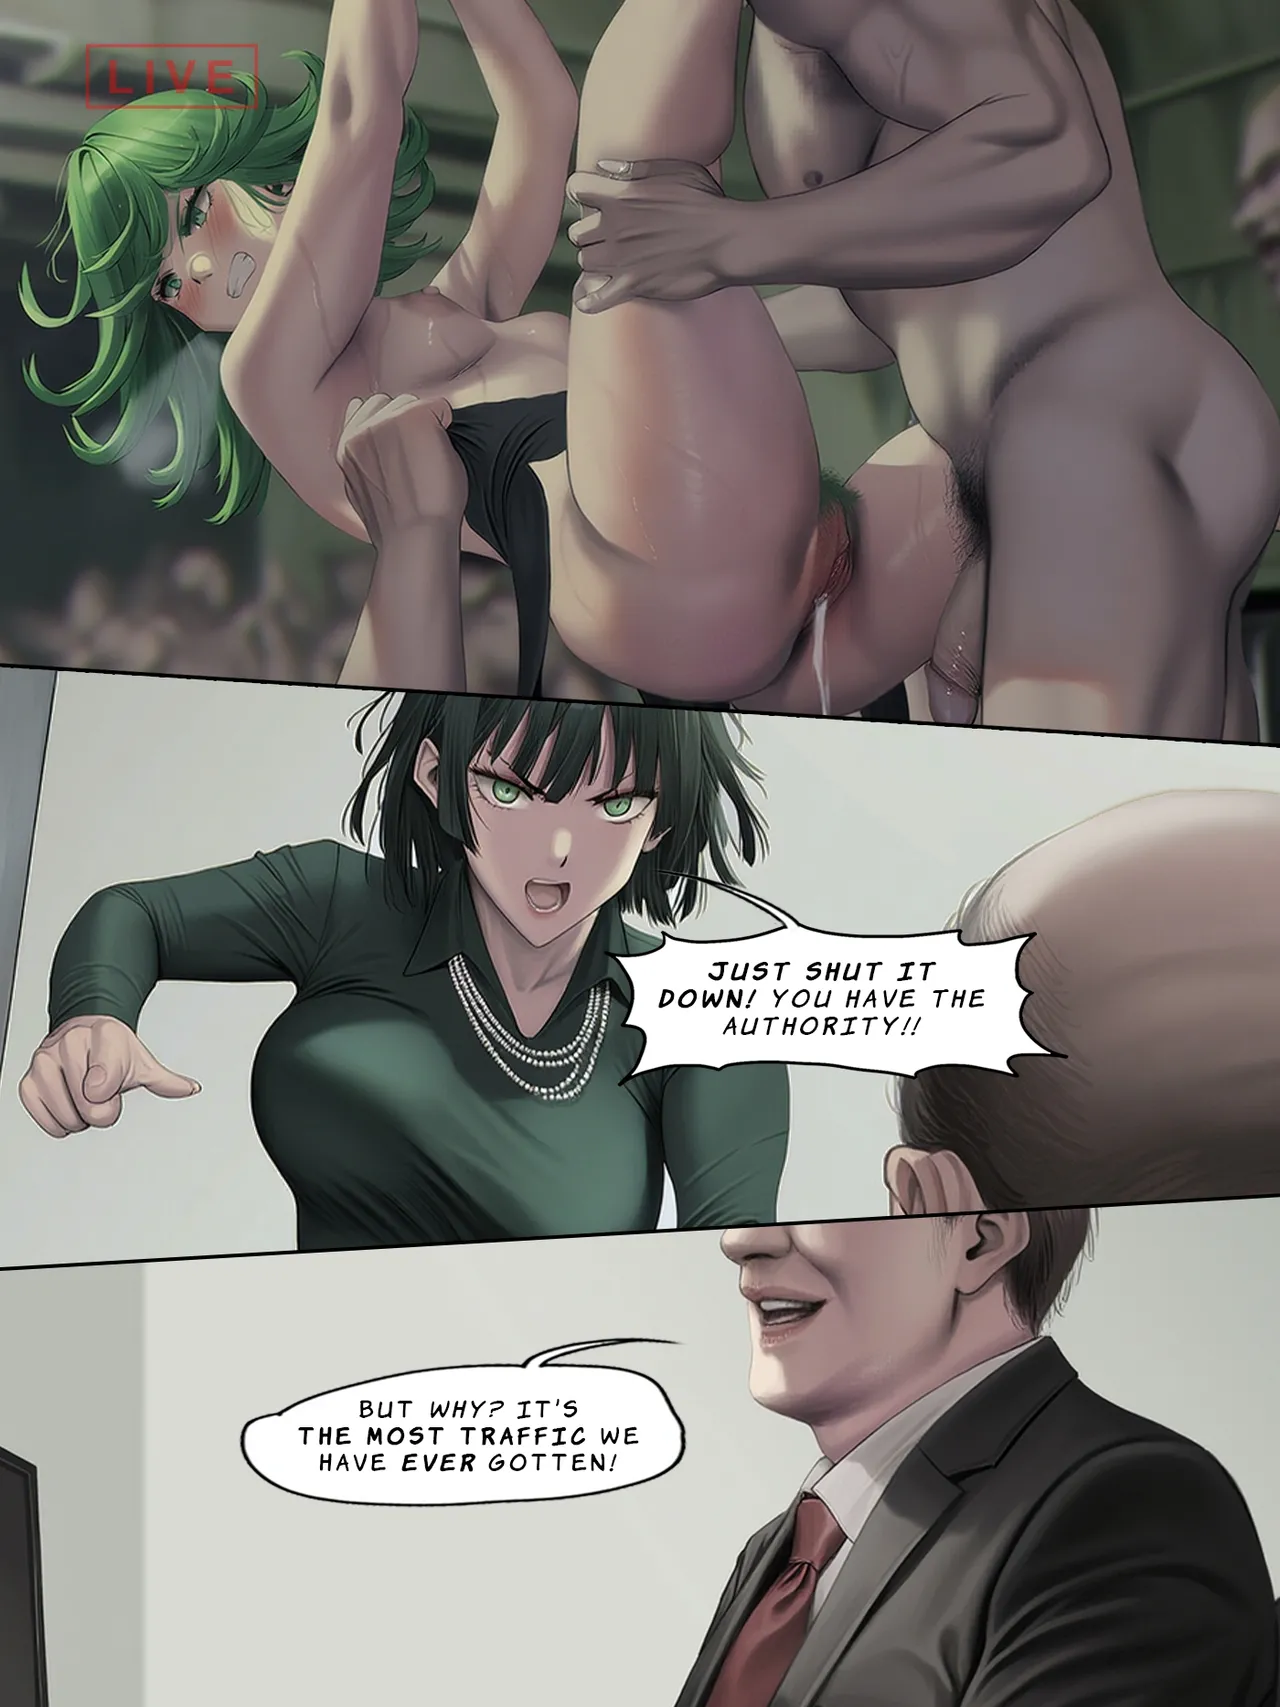 LIVE
JUST SHUT IT
DOWN! YOU HAVE THE
AUTHORITY!!
BUT WHY? IT'S
THE MOST TRAFFIC WE
HAVE EVER GOTTEN!